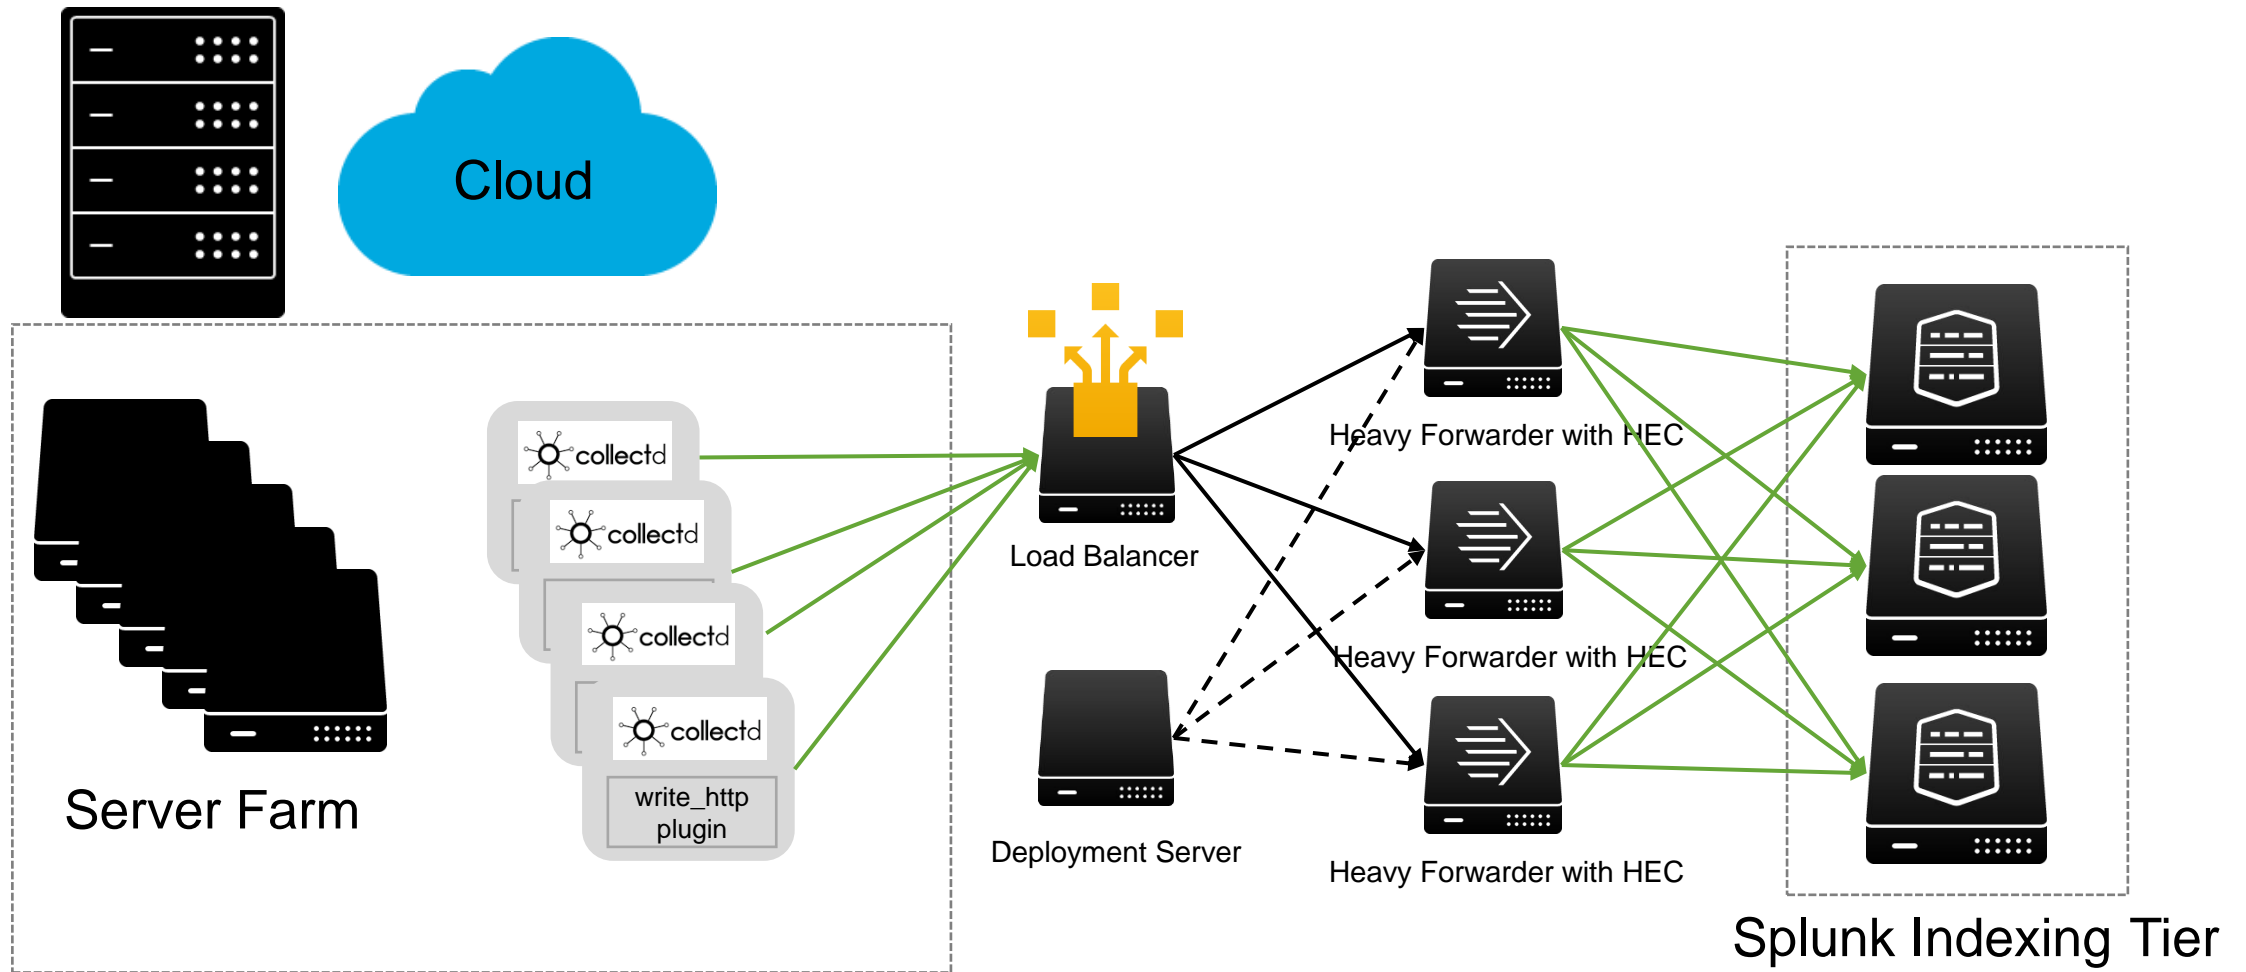 Cloud
collectd
collectd
collectd
collectd
write_http
plugin
Server Farm
Load Balancer
Deployment Server
Heavy Forwarder with HEC
Heavy Forwarder with HEC
Heavy Forwarder with HEC
Splunk Indexing Tier